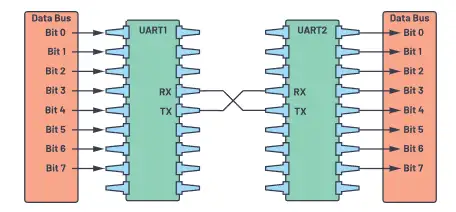 Data Bus
Bit 0
Bit 1
Bit 2
Bit 3
Bit 4
Bit 5
Bit 6
Bit 7
UART1
RX
TX
UART2
RX
TX
Data Bus
Bit 0
Bit 1
Bit 2
Bit 3
Bit 4
Bit 5
Bit 6
Bit 7